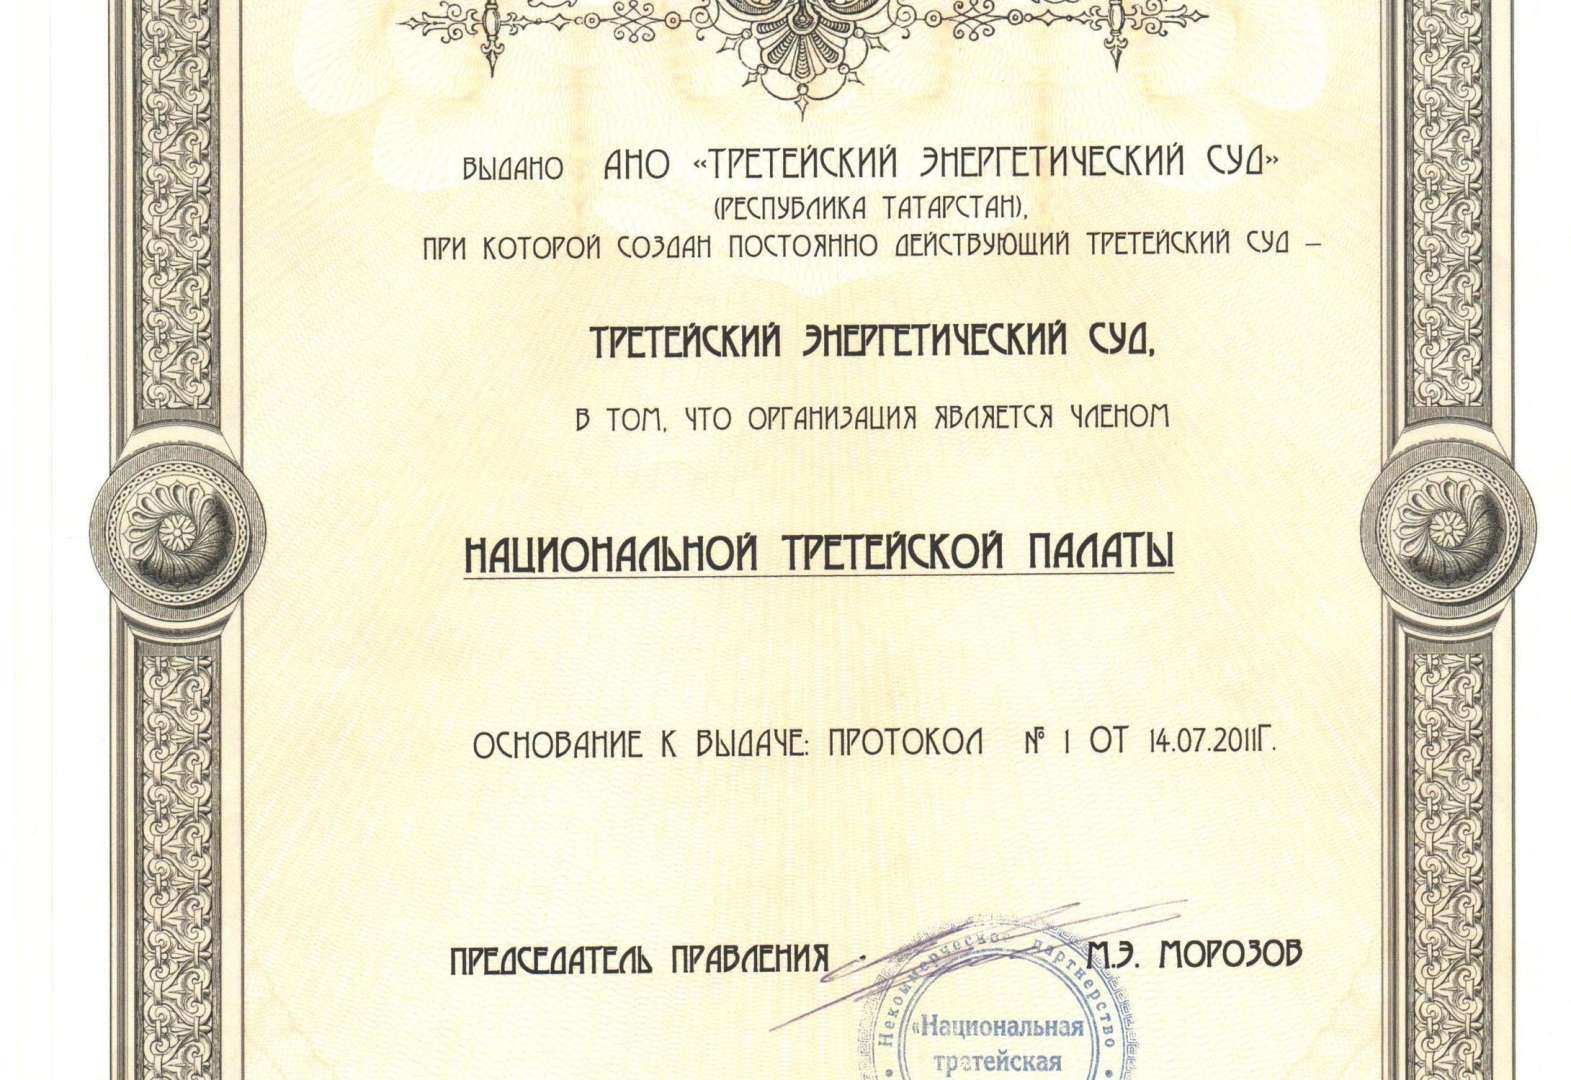 ВЫДАНО АНО «ТРЕТЕЙСКИЙ ЭНЕРГЕТИЧЕСКИЙ СУД»
(РЕСПУБЛИКА ТАТАРСТАН),
ПРИ КОТОРОЙ СОЗДАН ПОСТОЯННО ДЕЙСТВУЮЩИЙ ТРЕТЕЙСКИЙ СУД –
ТРЕТЕЙСКИЙ ЭНЕРГЕТИЧЕСКИЙ СУД,
В ТОМ, ЧТО ОРГАНИЗАЦИЯ ЯВЛЯЕТСЯ ЧЛЕНОМ
НАЦИОНАЛЬНОЙ ТРЕТЕЙСКОЙ ПАЛАТЫ
ОСНОВАНИЕ К ВЫДАЧЕ: ПРОТОКОЛ № 1 ОТ 14.07.2011Г.
ПРЕДСЕДАТЕЛЬ ПРАВЛЕНИЯ М.Э. МОРОЗОВ
Некоммерческое партнерство
«Национальная
третейская